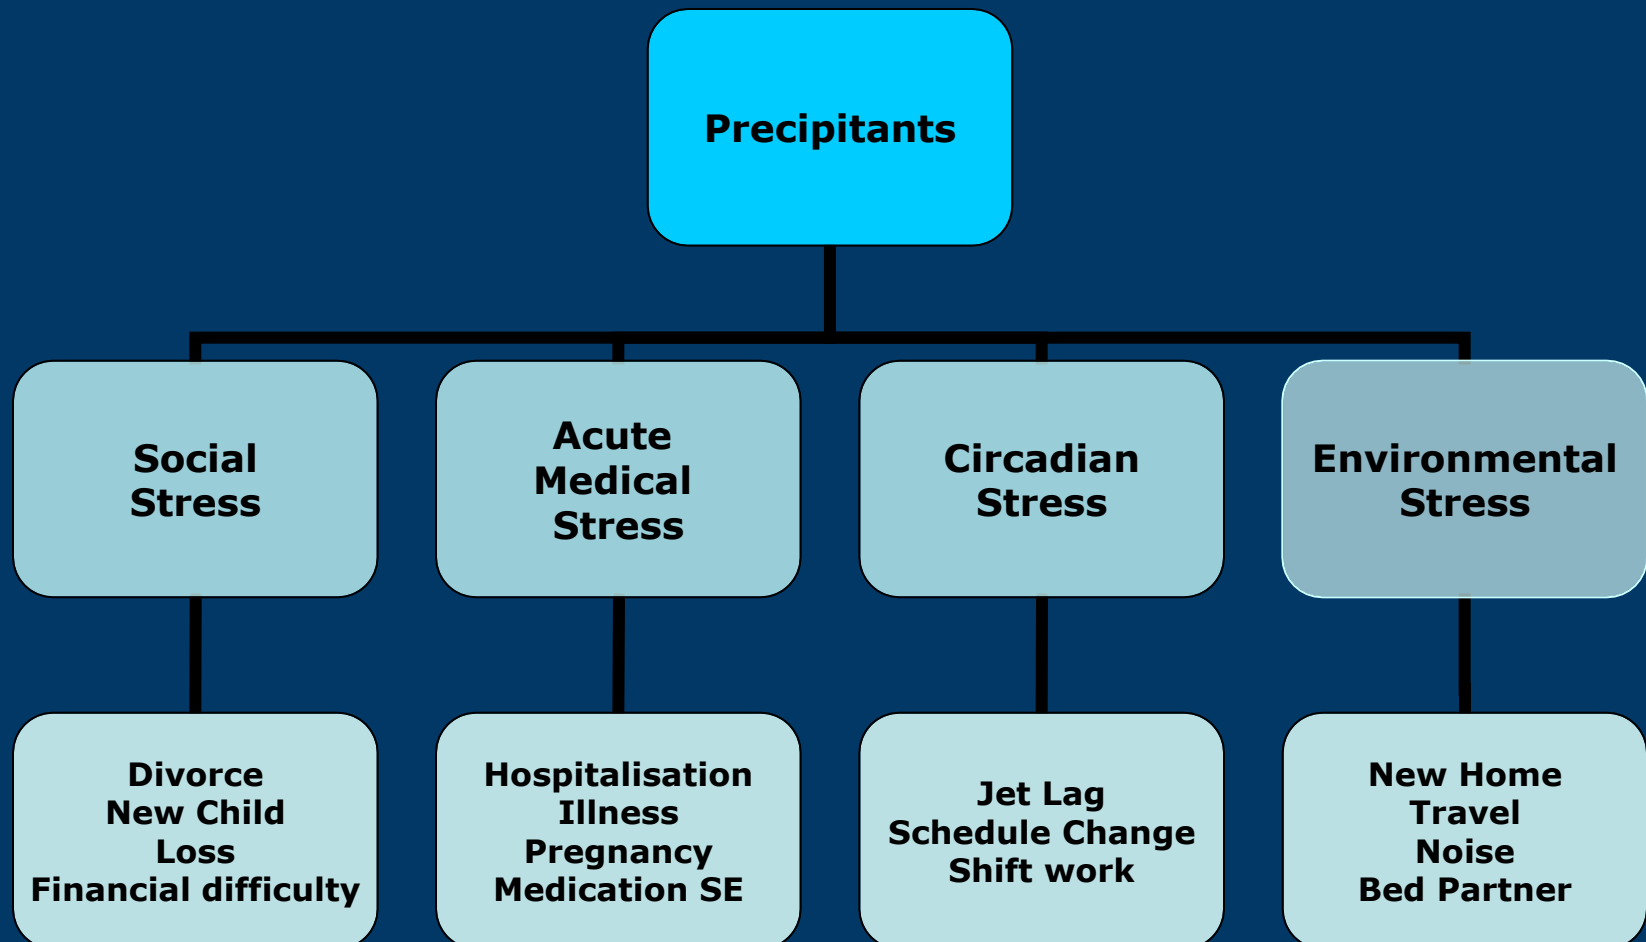 Precipitants
Social
Stress
Acute
Medical
Stress
Circadian
Stress
Environmental
Stress
Divorce
New Child
Loss
Financial difficulty
Hospitalisation
Illness
Pregnancy
Medication SE
Jet Lag
Schedule Change
Shift work
New Home
Travel
Noise
Bed Partner